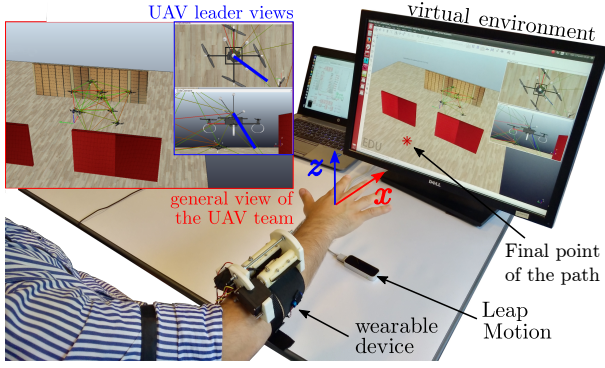 UAV leader views
virtual environment
EDU
z
x
general view of
the UAV team
DELL
Final point
of the path
Leap
Motion
wearable
device